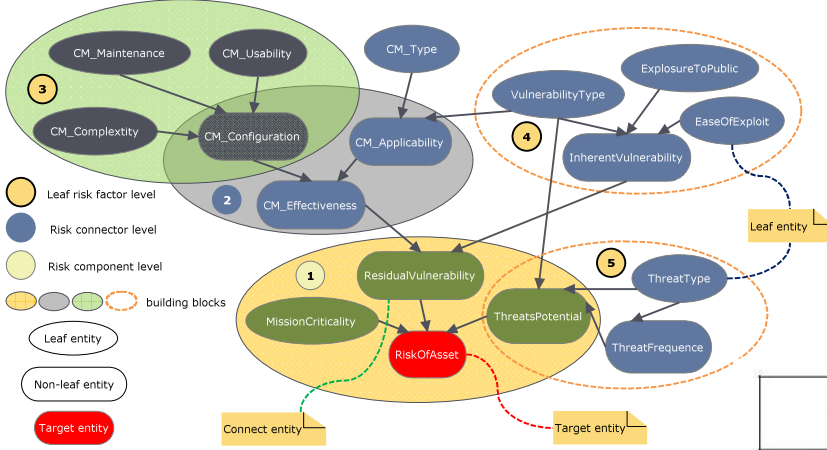 CM_Maintenance
CM_Usability
CM_Type
ExplosureToPublic
VulnerabilityType
3
EaseOfExploit
CM_Complextity
CM_Configuration
CM_Applicability
4
InherentVulnerability
Leaf risk factor level
2
CM_Effectiveness
Risk connector level
Leaf entity
Risk component level
1
ResidualVulnerability
5
ThreatType
building blocks
MissionCriticality
ThreatsPotential
Leaf entity
RiskOfAsset
ThreatFrequence
Non-leaf entity
Target entity
Connect entity
Target entity